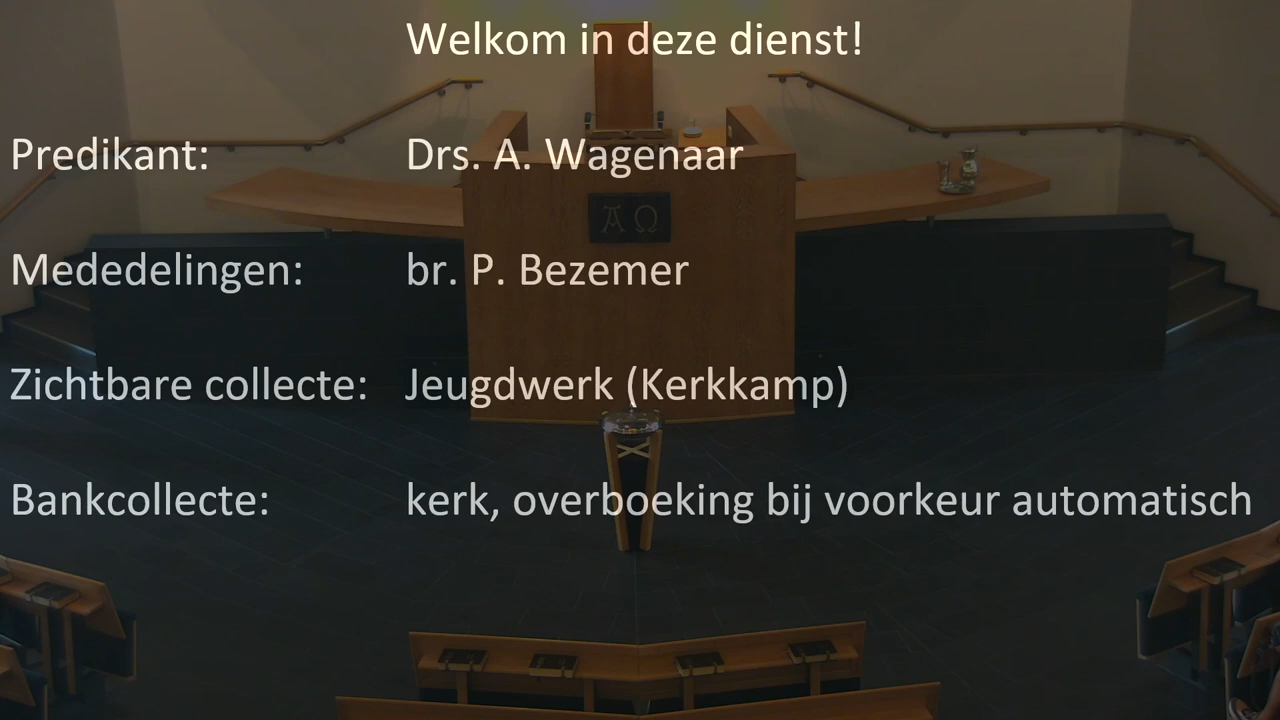 Welkom in deze dienst!
Predikant: Drs. A. Wagenaar
ΑΩ
Mededelingen: br. P. Bezemer
Zichtbare collecte: Jeugdwerk (Kerkkamp)
Bankcollecte: kerk, overboeking bij voorkeur automatisch